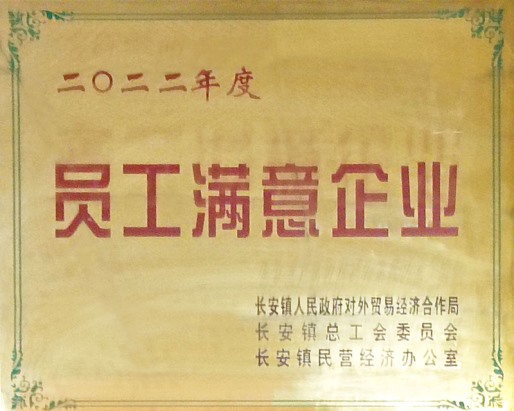 二〇二二年度
员工满意企业
长安镇人民政府对外贸易经济合作局
长安镇总工会委员会
长安镇民营经济办公室